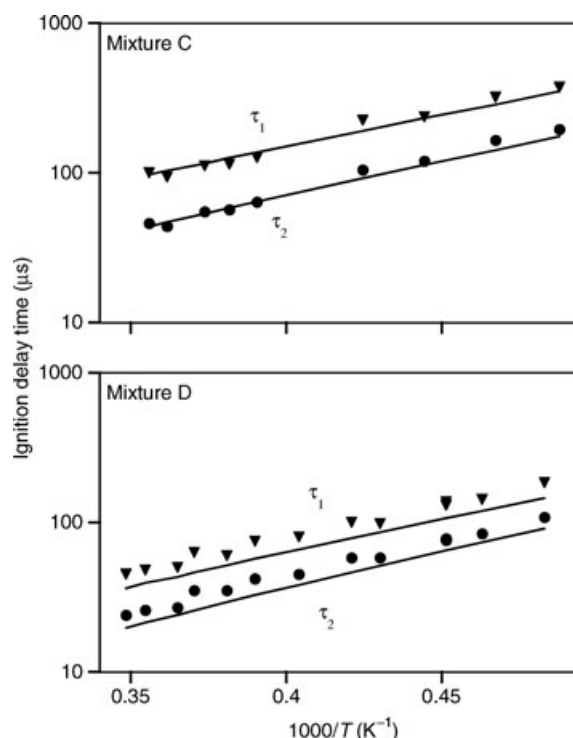 1000
Mixture C
τ1
100
τ2
10
Ignition delay time (μs)
1000
Mixture D
τ1
100
τ2
10
0.35
0.4
0.45
1000/T (K⁻¹)